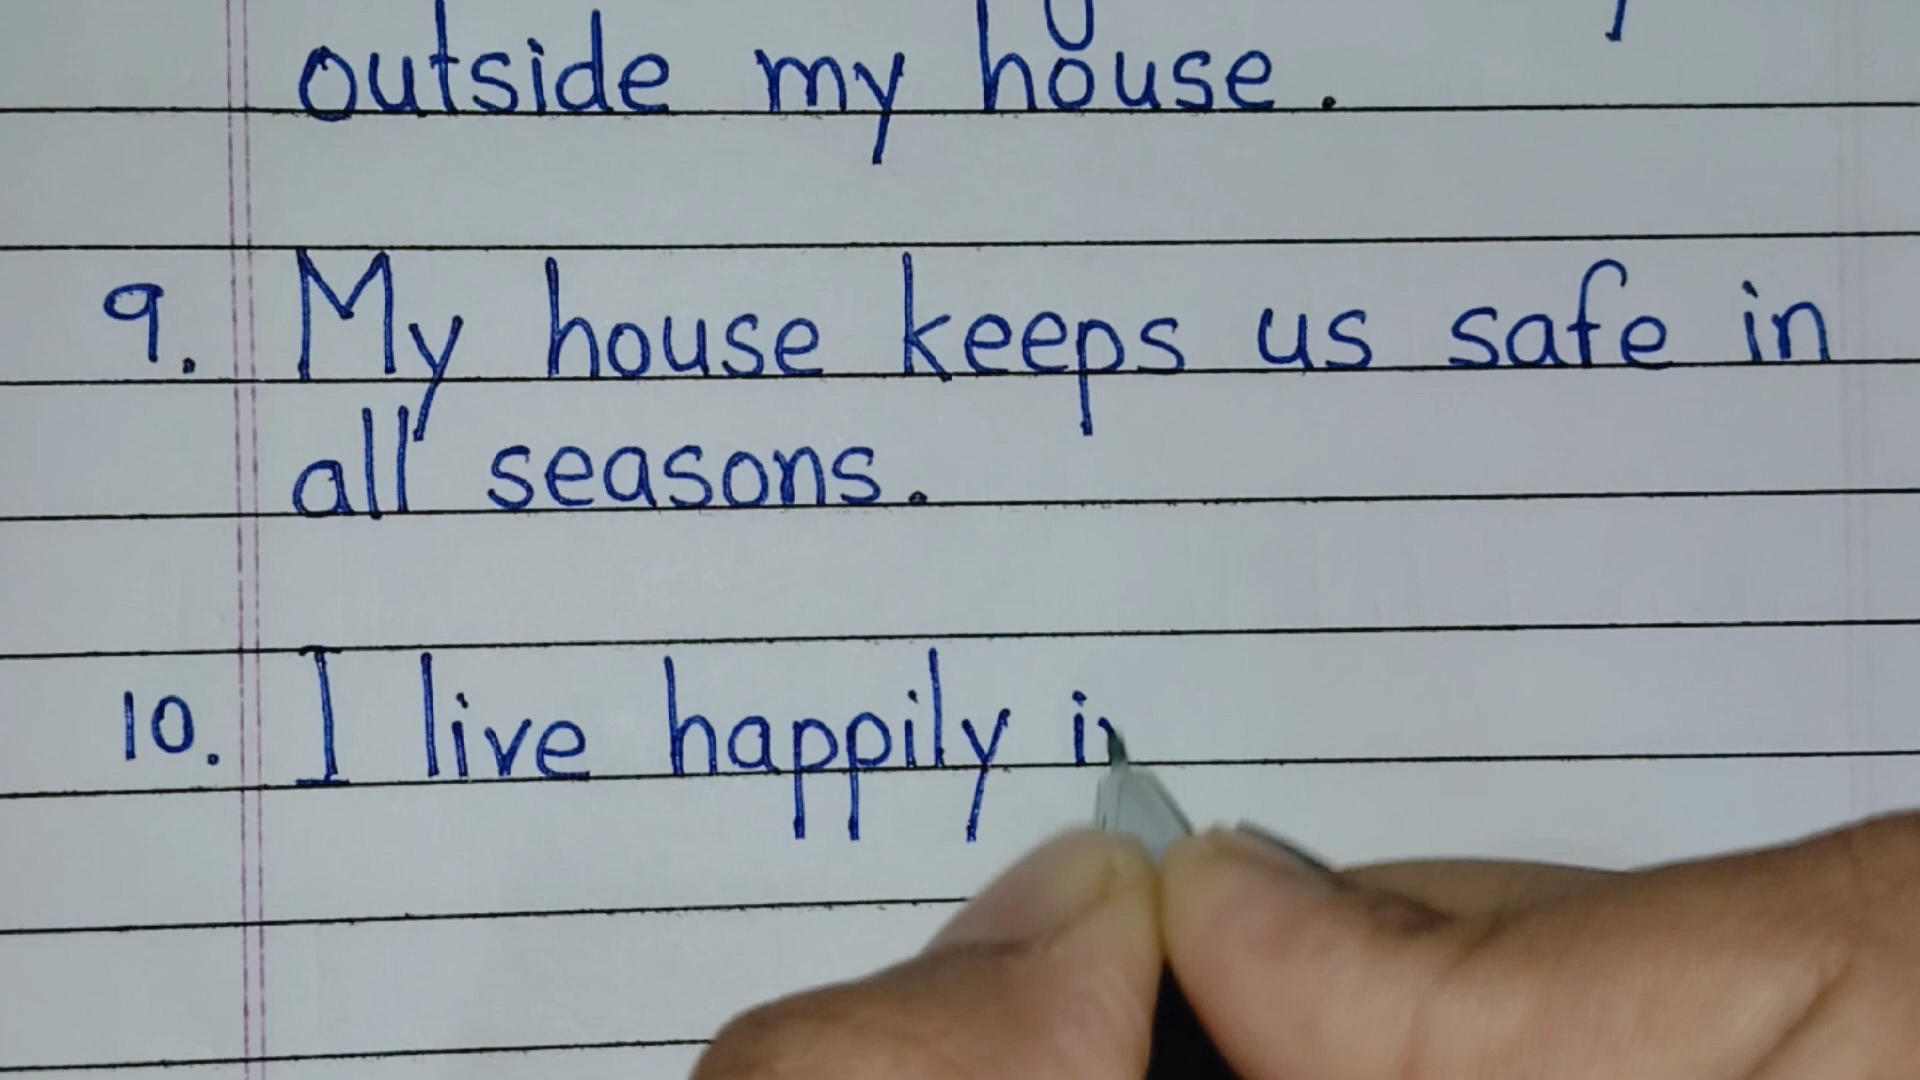 outside my house.
9. My house keeps us safe in
all seasons.
10. I live happily i